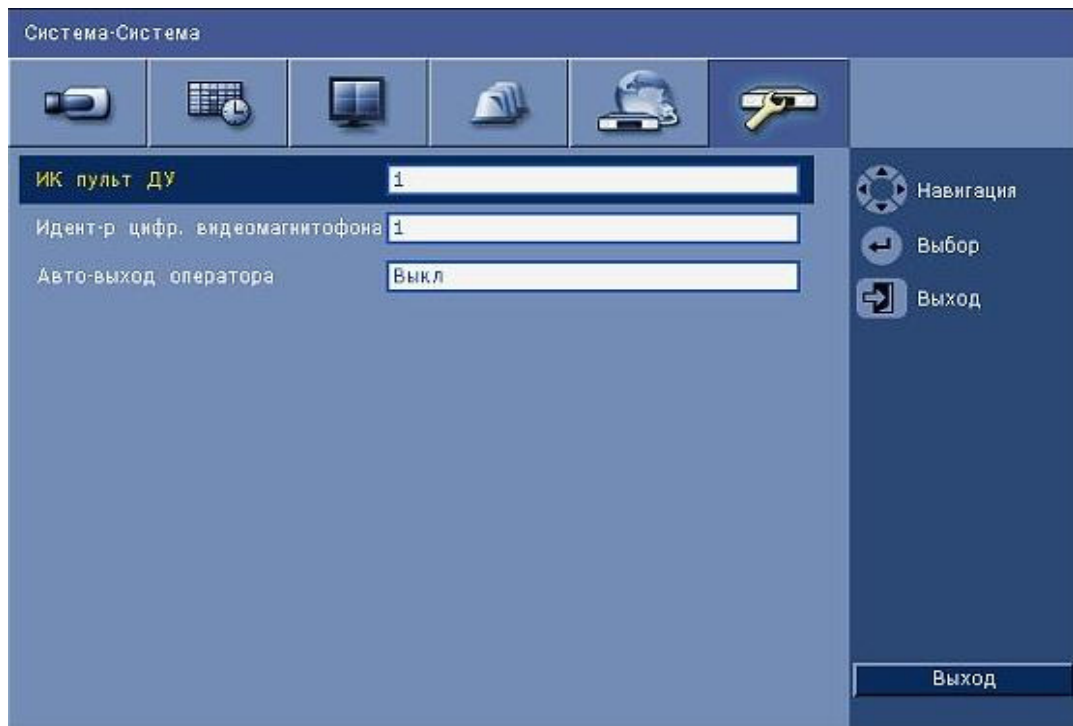 Система-Система
ИК пульт ДУ 1
Идент-р цифр. видеомагнитофона 1
Авто-выход оператора Выкл
Навигация
Выбор
Выход
Выход